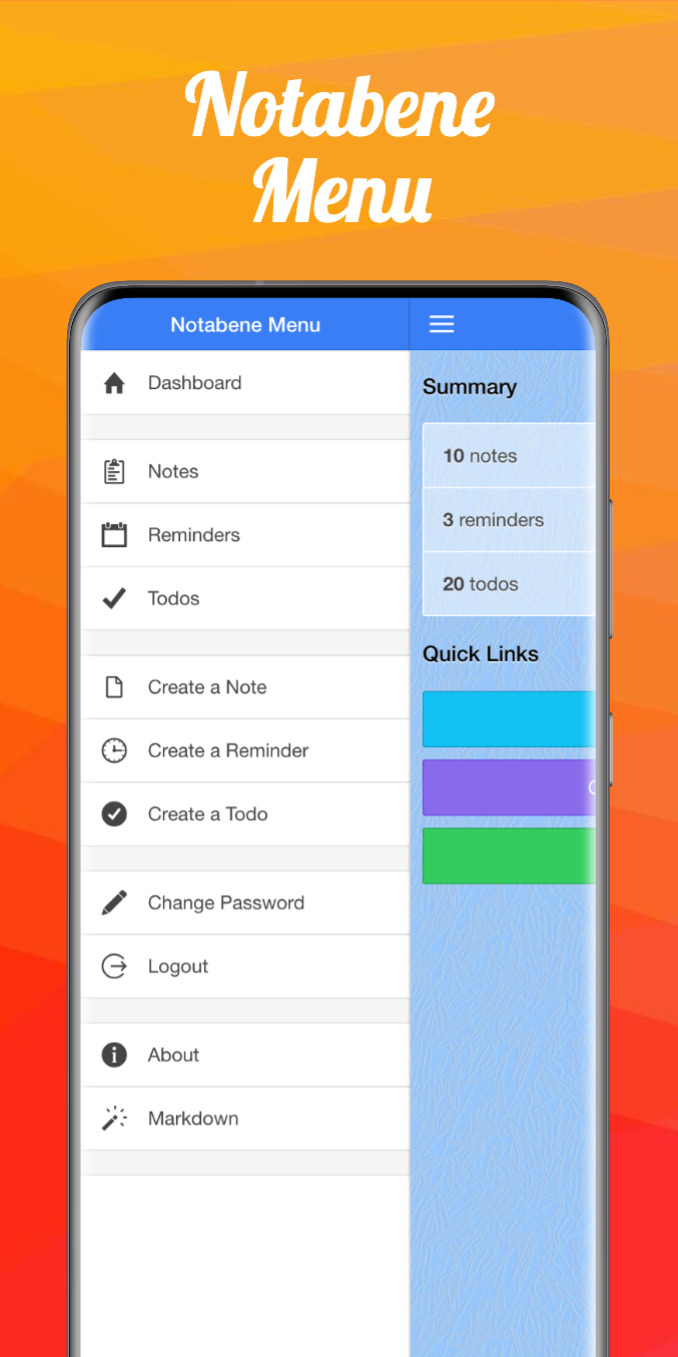 Notabene
Menu
Notabene Menu
Dashboard
Notes
Reminders
Todos
Create a Note
Create a Reminder
Create a Todo
Change Password
Logout
About
Markdown
Summary
10 notes
3 reminders
20 todos
Quick Links